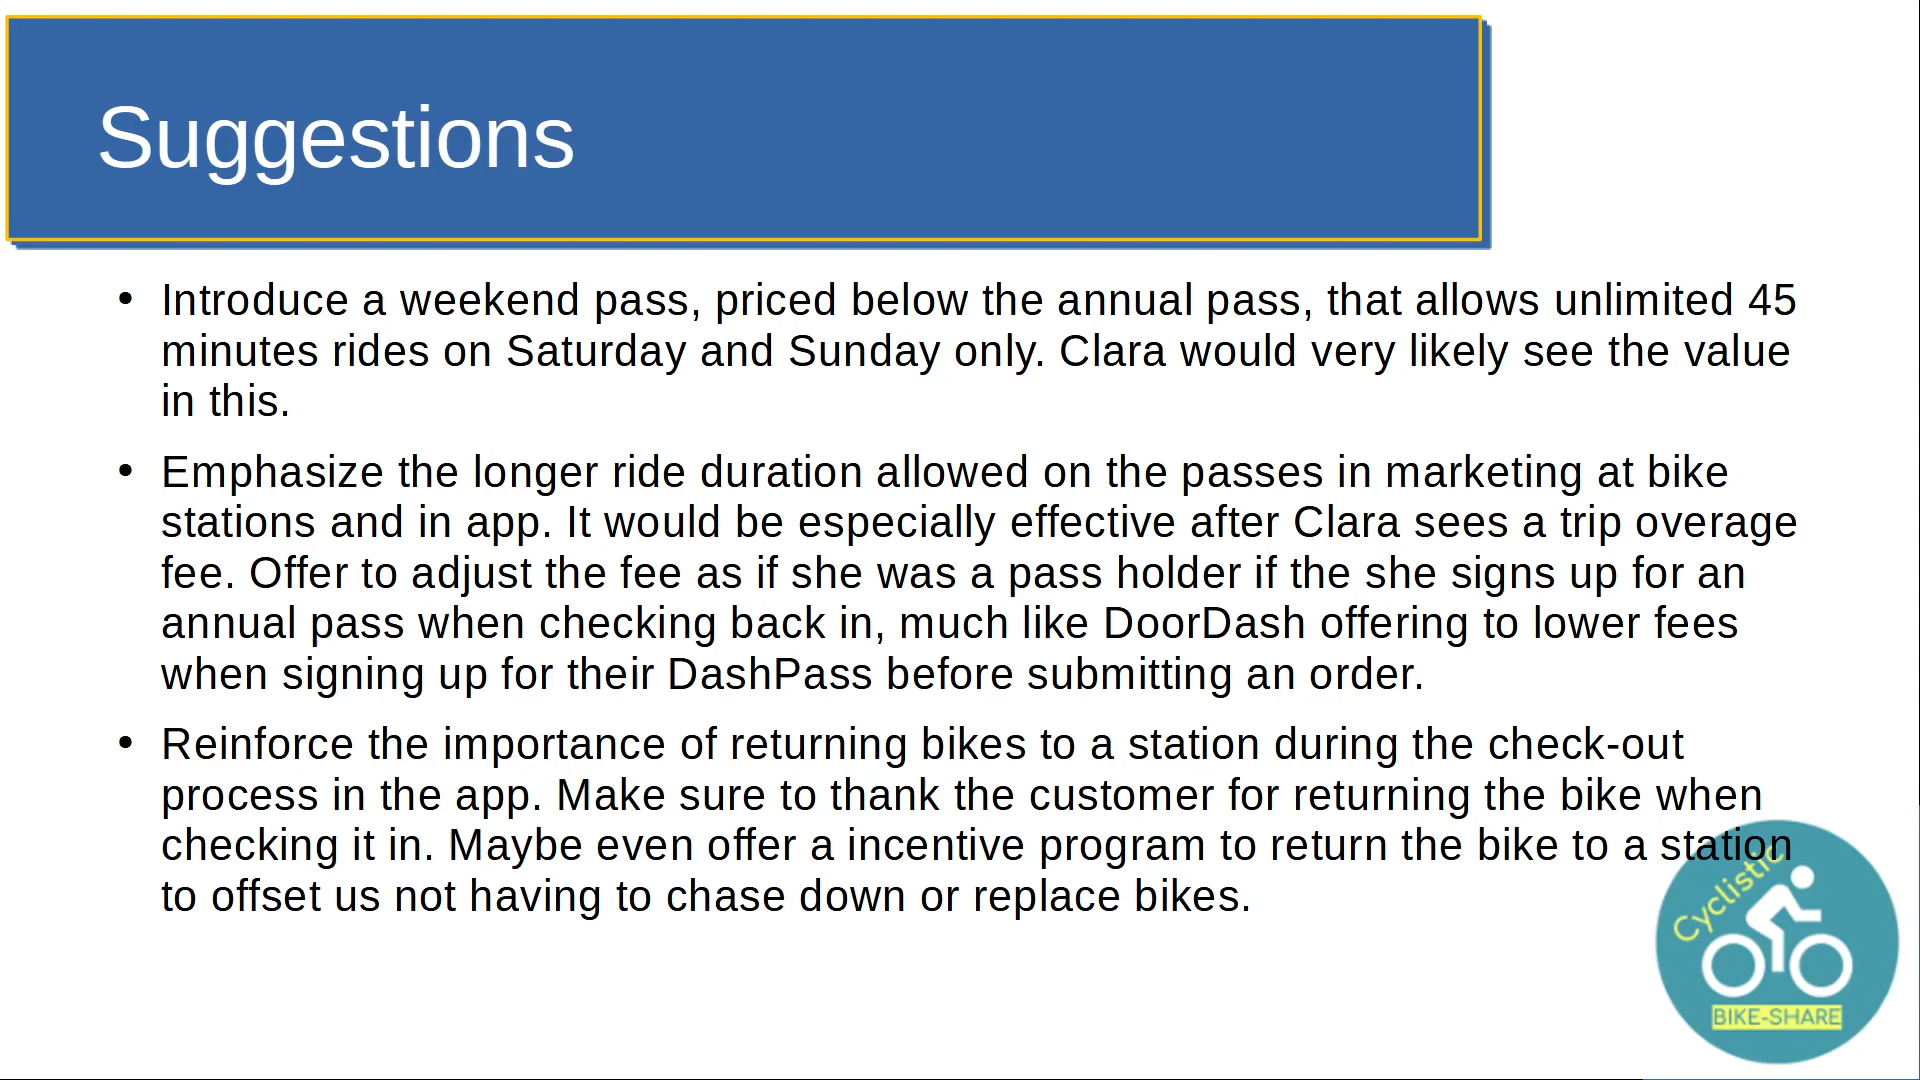 Suggestions
• Introduce a weekend pass, priced below the annual pass, that allows unlimited 45
minutes rides on Saturday and Sunday only. Clara would very likely see the value
in this.
• Emphasize the longer ride duration allowed on the passes in marketing at bike
stations and in app. It would be especially effective after Clara sees a trip overage
fee. Offer to adjust the fee as if she was a pass holder if the she signs up for an
annual pass when checking back in, much like DoorDash offering to lower fees
when signing up for their DashPass before submitting an order.
• Reinforce the importance of returning bikes to a station during the check-out
process in the app. Make sure to thank the customer for returning the bike when
checking it in. Maybe even offer a incentive program to return the bike to a station
to offset us not having to chase down or replace bikes.
Cyclistic
BIKE-SHARE